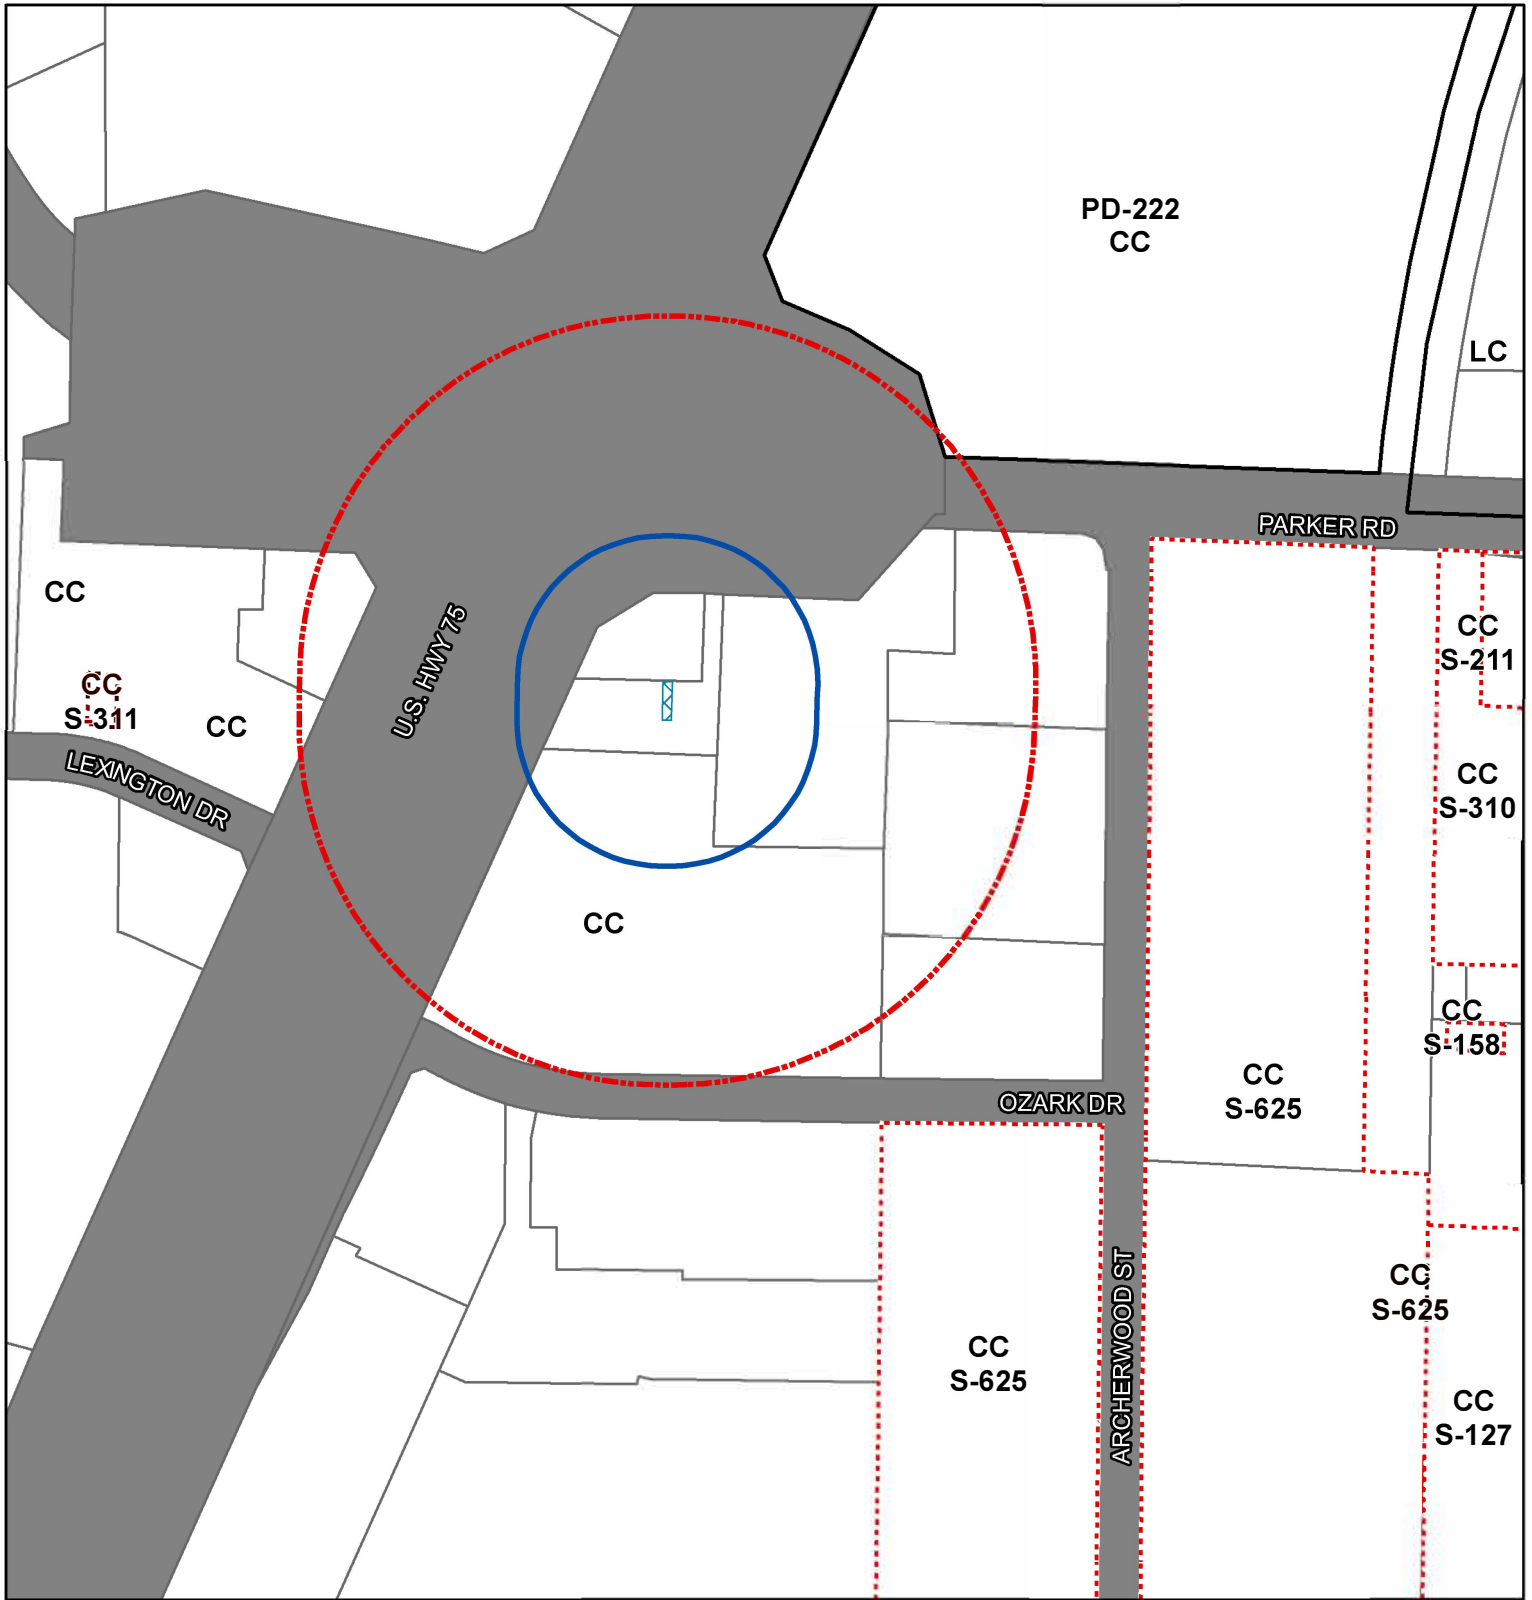 PD-222
CC
LC
PARKER RD
CC
U.S. HWY 75
CC
S-211
CC
S-311
CC
LEXINGTON DR
CC
S-310
CC
CC
S-158
CC
S-625
OZARK DR
CC
S-625
CC
S-625
ARCHERWOOD ST
CC
S-127